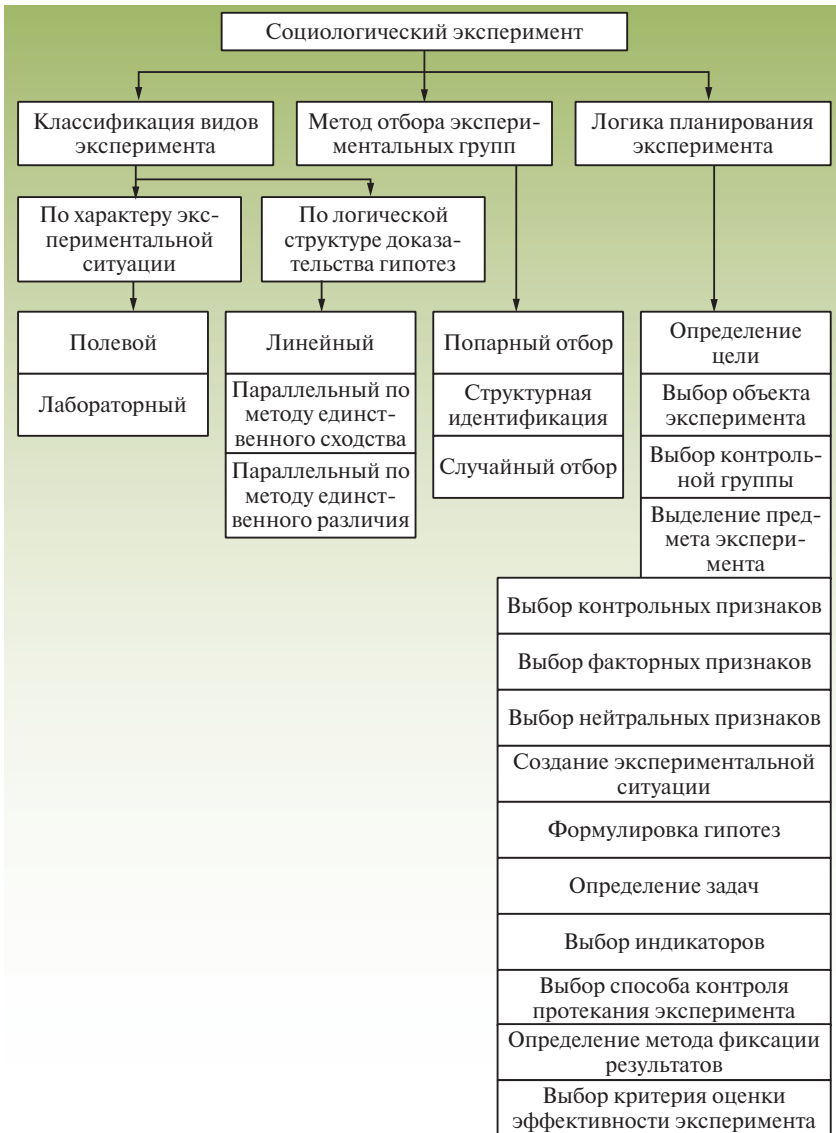 Социологический эксперимент
Классификация видов
эксперимента
Метод отбора экспери-
ментальных групп
Логика планирования
эксперимента
По характеру экс-
периментальной
ситуации
По логической
структуре доказа-
тельства гипотез
Полевой
Лабораторный
Линейный
Параллельный по
методу единст-
венного сходства
Параллельный по
методу единст-
венного различия
Попарный отбор
Структурная
идентификация
Случайный отбор
Определение
цели
Выбор объекта
эксперимента
Выбор контроль-
ной группы
Выделение пред-
мета экспери-
мента
Выбор контрольных признаков
Выбор факторных признаков
Выбор нейтральных признаков
Создание экспериментальной
ситуации
Формулировка гипотез
Определение задач
Выбор индикаторов
Выбор способа контроля
протекания эксперимента
Определение метода фиксации
результатов
Выбор критерия оценки
эффективности эксперимента